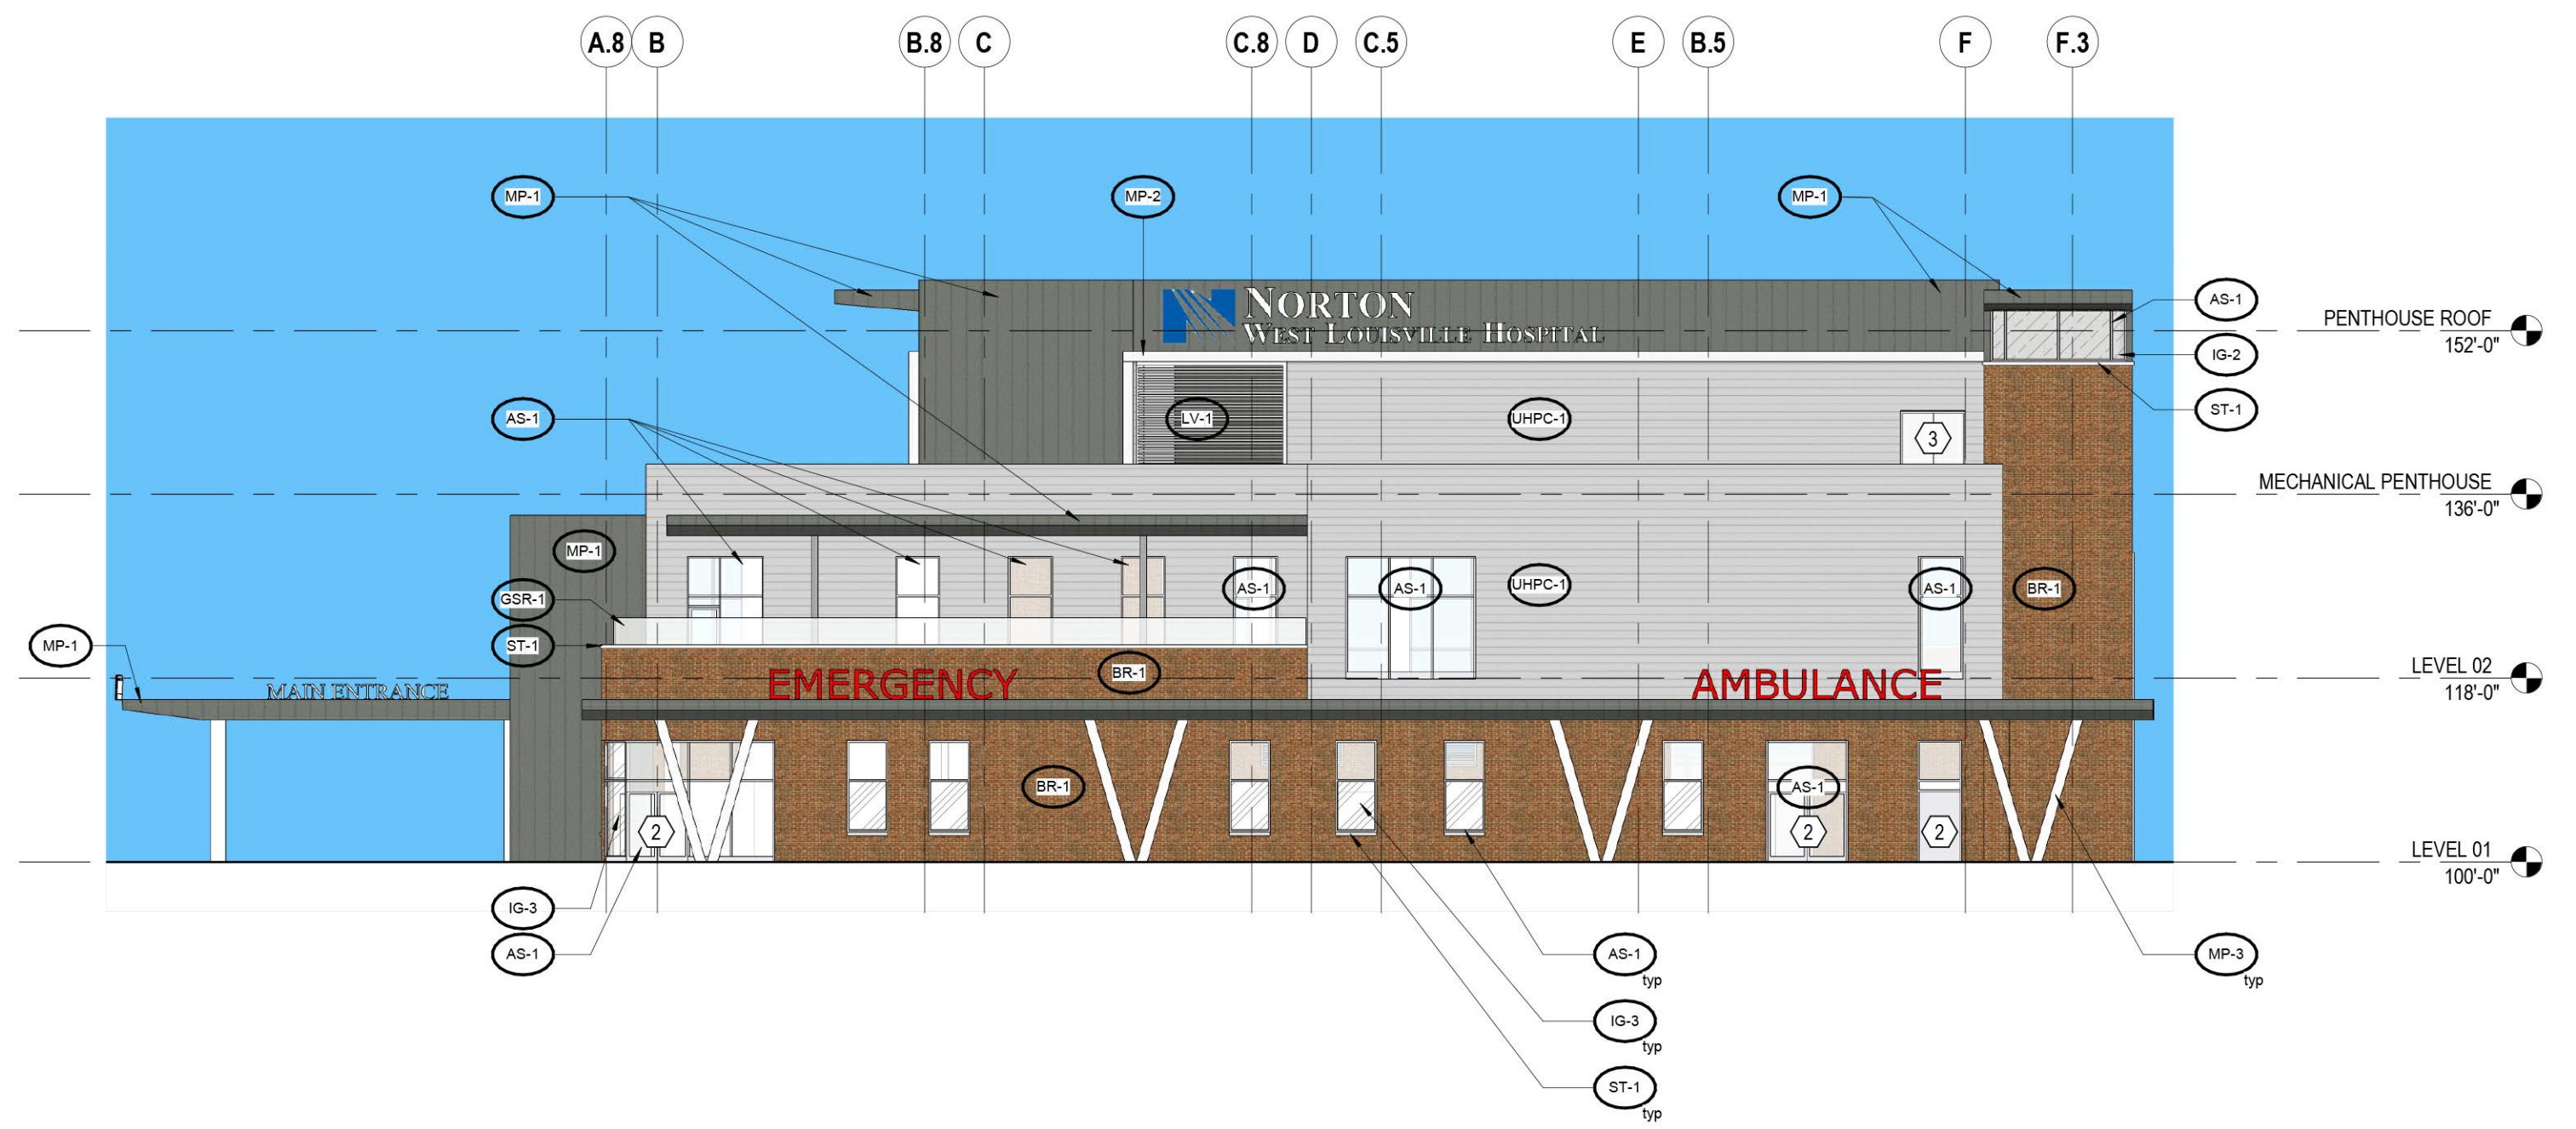 A.8 B B.8 C C.8 D C.5 E B.5 F F.3
MP-1 MP-2 MP-1
NORTON
WEST LOUISVILLE HOSPITAL
AS-1
PENTHOUSE ROOF
152'-0"
IG-2
AS-1 LV-1 UHPC-1 3 ST-1
MECHANICAL PENTHOUSE
136'-0"
MP-1
GSR-1 AS-1 AS-1 UHPC-1 AS-1 BR-1
MP-1 ST-1
BR-1
LEVEL 02
118'-0"
MAIN ENTRANCE EMERGENCY AMBULANCE
BR-1 AS-1
2 2 2
LEVEL 01
100'-0"
IG-3
AS-1 AS-1 MP-3
typ typ
IG-3
typ
ST-1
typ